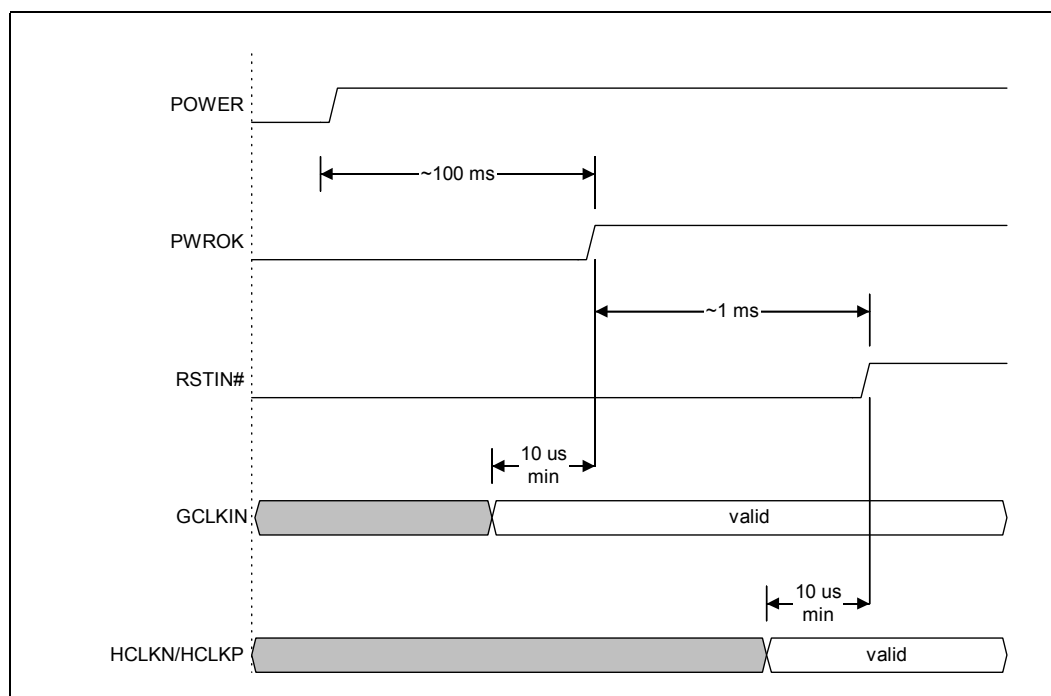 POWER
~100 ms
PWROK
~1 ms
RSTIN#
10 us
min
GCLKIN
valid
10 us
min
HCLKN/HCLKP
valid